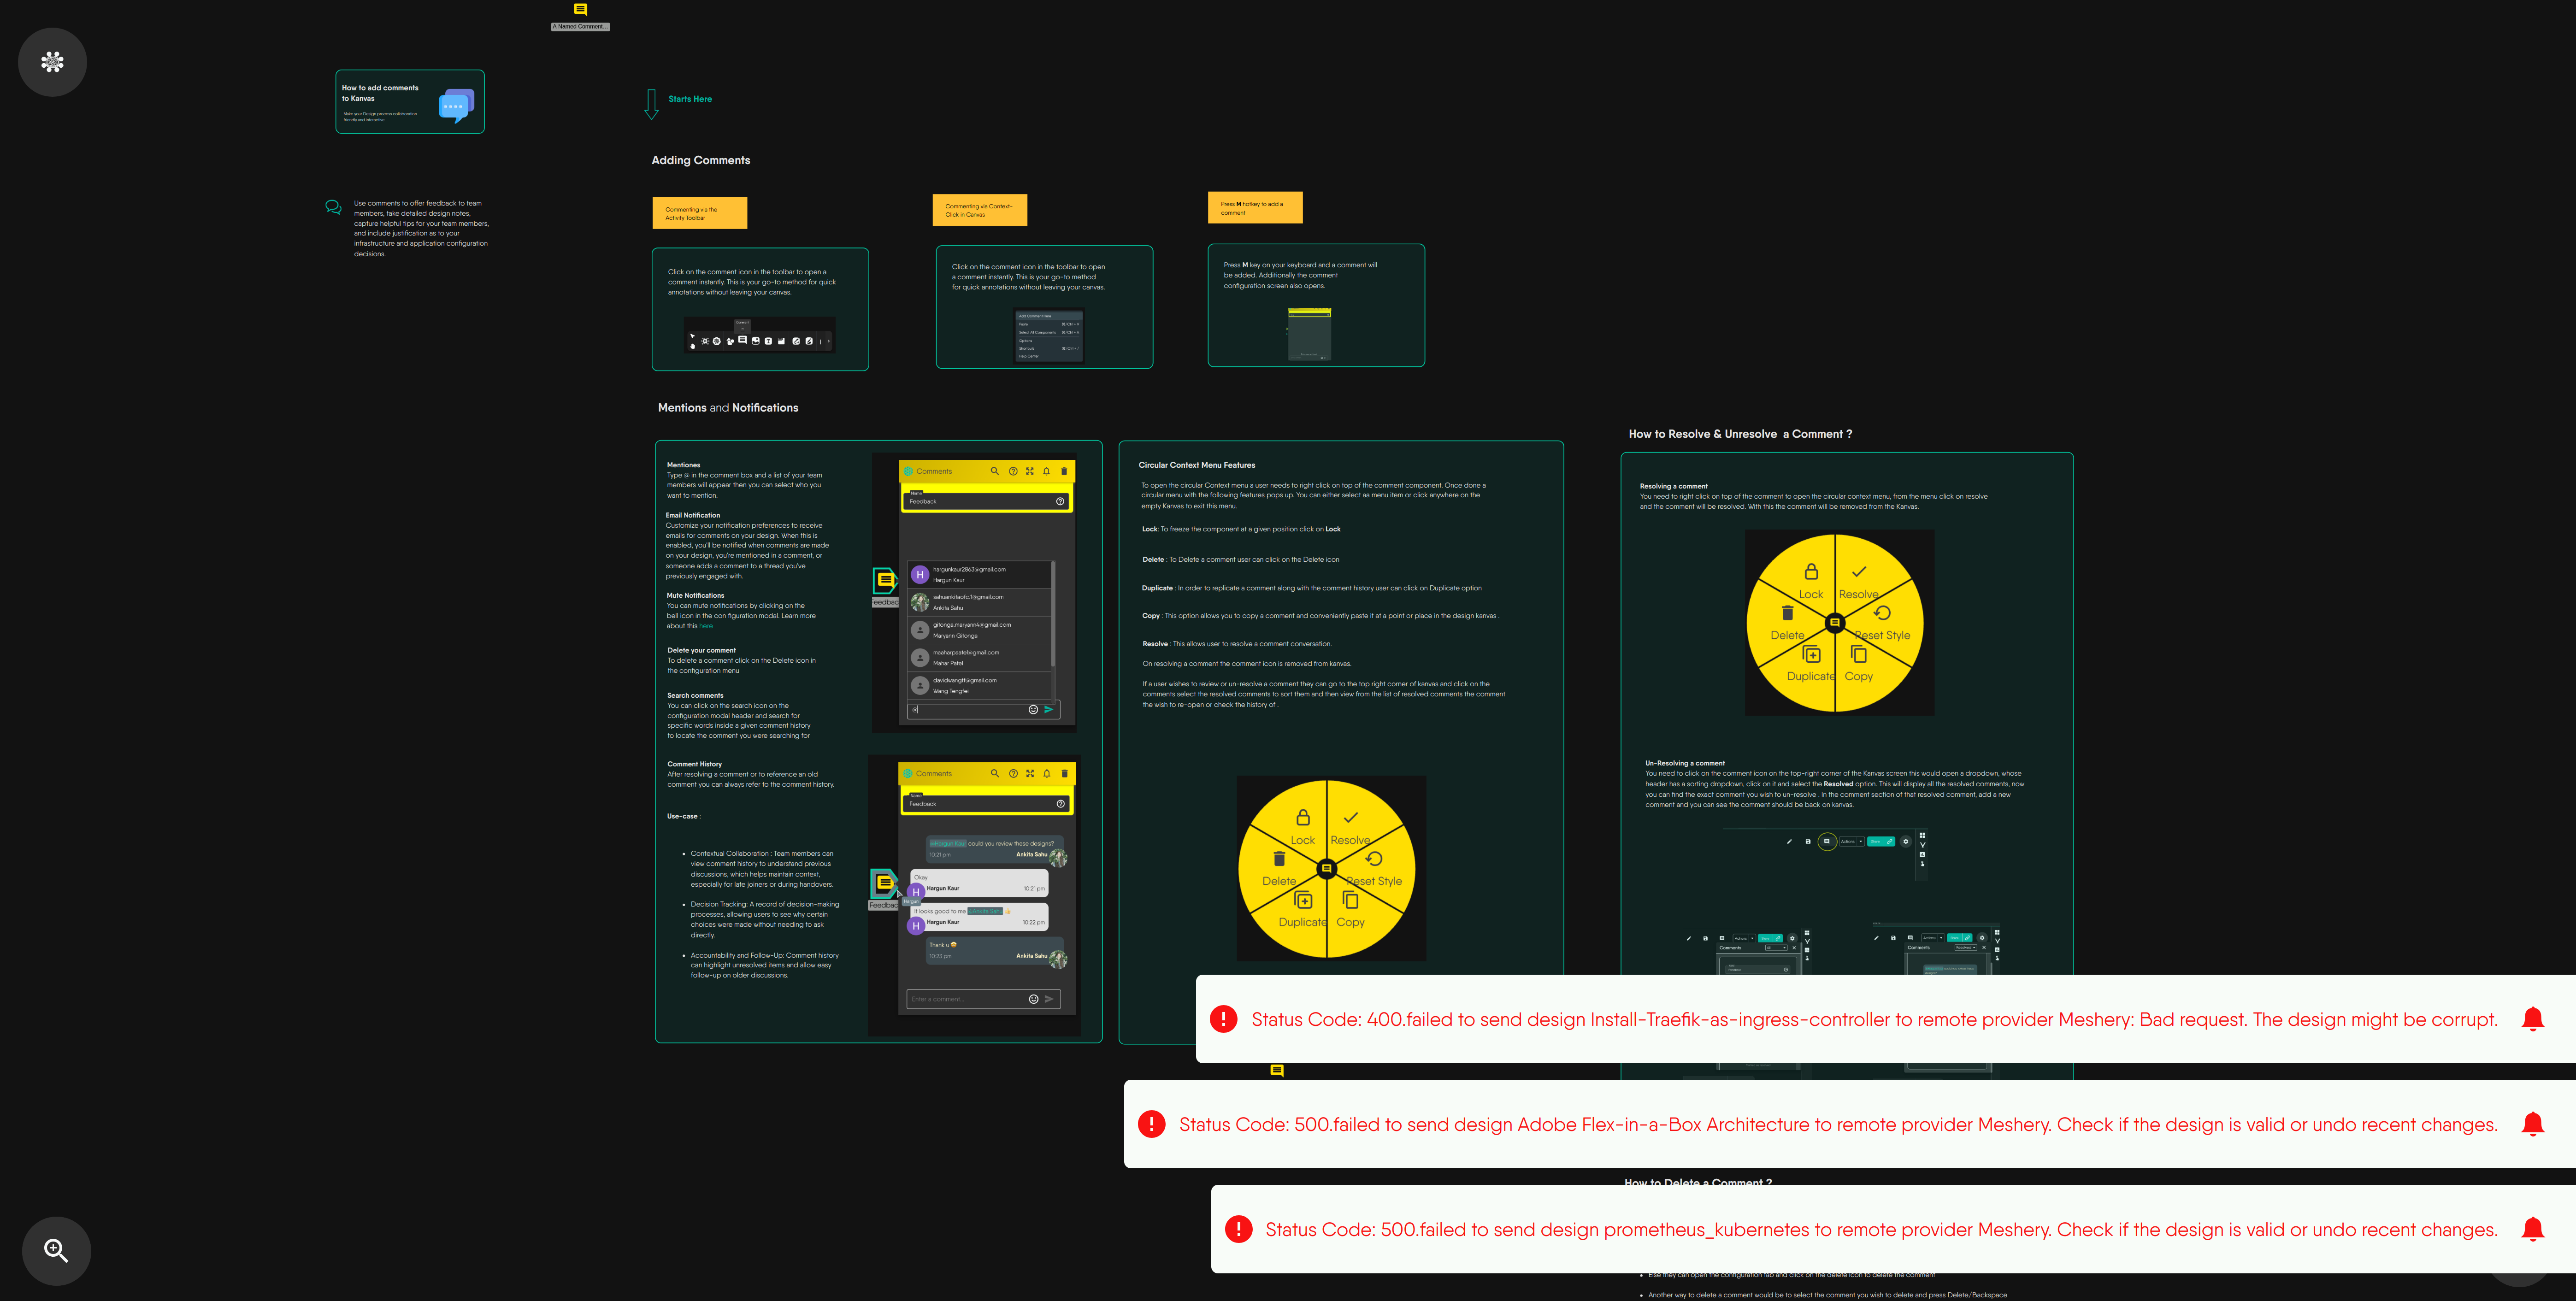 A Named Comment...
How to add comments
to Kanvas
Make your Design process collaboration
friendly and interactive
Starts Here
Use comments to offer feedback to team
members, take detailed design notes,
capture helpful tips for your team members,
and include justification as to your
infrastructure and application configuration
decisions.
Adding Comments
Commenting via the
Activity Toolbar
Click on the comment icon in the toolbar to open a
comment instantly. This is your go-to method for quick
annotations without leaving your canvas.
Comment
Commenting via Context-
Click in Canvas
Click on the comment icon in the toolbar to open
a comment instantly. This is your go-to method
for quick annotations without leaving your canvas.
Select All Components
Options
Shortcuts
Help Center
Press M hotkey to add a
comment
Press M key on your keyboard and a comment will
be added. Additionally the comment
configuration screen also opens.
Mentions and Notifications
Mentiones
Type @ in the comment box and a list of your team
members will appear then you can select who you
want to mention.
Email Notification
Customize your notification preferences to receive
emails for comments on your design. When this is
enabled, you'll be notified when comments are made
on your design, you're mentioned in a comment, or
someone adds a comment to a thread you've
previously engaged with.
Mute Notifications
You can mute notifications by clicking on the
bell icon in the con figuration modal. Learn more
about this here
Delete your comment
To delete a comment click on the Delete icon in
the configuration menu
Search comments
You can click on the search icon on the
configuration modal header and search for
specific words inside a given comment history
to locate the comment you were searching for
Comment History
After resolving a comment or to reference an old
comment you can always refer to the comment history.
Use-case :
• Contextual Collaboration : Team members can
view comment history to understand previous
discussions, which helps maintain context,
especially for late joiners or during handovers.
• Decision Tracking: A record of decision-making
processes, allowing users to see why certain
choices were made without needing to ask
directly.
• Accountability and Follow-Up: Comment history
can highlight unresolved items and allow easy
follow-up on older discussions.
Comments
Name
Feedback
H
hargunkaur2863@gmail.com
Hargun Kaur
sahuankitaofc.1@gmail.com
Ankita Sahu
gitonga.maryann4@gmail.com
Maryann Gitonga
Mahar Patel
davidwangtf@gmail.com
Wang Tengfei
@
Feedbac
Comments
Name
Feedback
@Hargun Kaur could you review these designs?
10:21 pm Ankita Sahu
Okay
H Hargun Kaur 10:21 pm
Hargun
Feedbac
It looks good to me @Ankita Sahu 👍
H Hargun Kaur 10:22 pm
Thank u 🤩
10:23 pm Ankita Sahu
Enter a comment...
Circular Context Menu Features
To open the circular Context menu a user needs to right click on top of the comment component. Once done a
circular menu with the following features pops up. You can either select aa menu item or click anywhere on the
empty Kanvas to exit this menu.
Lock: To freeze the component at a given position click on Lock
Delete : To Delete a comment user can click on the Delete icon
Duplicate : In order to replicate a comment along with the comment history user can click on Duplicate option
Copy : This option allows you to copy a comment and conveniently paste it at a point or place in the design kanvas .
Resolve : This allows user to resolve a comment conversation.
On resolving a comment the comment icon is removed from kanvas.
If a user wishes to review or un-resolve a comment they can go to the top right corner of kanvas and click on the
comments select the resolved comments to sort them and then view from the list of resolved comments the comment
the wish to re-open or check the history of .
Lock Resolve
Delete Reset Style
Duplicate Copy
How to Resolve & Unresolve a Comment ?
Resolving a comment
You need to right click on top of the comment to open the circular context menu, from the menu click on resolve
and the comment will be resolved. With this the comment will be removed from the Kanvas.
Lock Resolve
Delete Reset Style
Duplicate Copy
Un-Resolving a comment
You need to click on the comment icon on the top-right corner of the Kanvas screen this would open a dropdown, whose
header has a sorting dropdown, click on it and select the Resolved option. This will display all the resolved comments, now
you can find the exact comment you wish to un-resolve . In the comment section of that resolved comment, add a new
comment and you can see the comment should be back on kanvas.
Actions
Actions
Comments
Feedback
Actions
Comments Resolved
Status Code: 400.failed to send design Install-Traefik-as-ingress-controller to remote provider Meshery: Bad request. The design might be corrupt.
Status Code: 500.failed to send design Adobe Flex-in-a-Box Architecture to remote provider Meshery. Check if the design is valid or undo recent changes.
How to Delete a Comment ?
Status Code: 500.failed to send design prometheus_kubernetes to remote provider Meshery. Check if the design is valid or undo recent changes.
• Else they can open the configuration tab and click on the delete icon to delete the comment
• Another way to delete a comment would be to select the comment you wish to delete and press Delete/Backspace